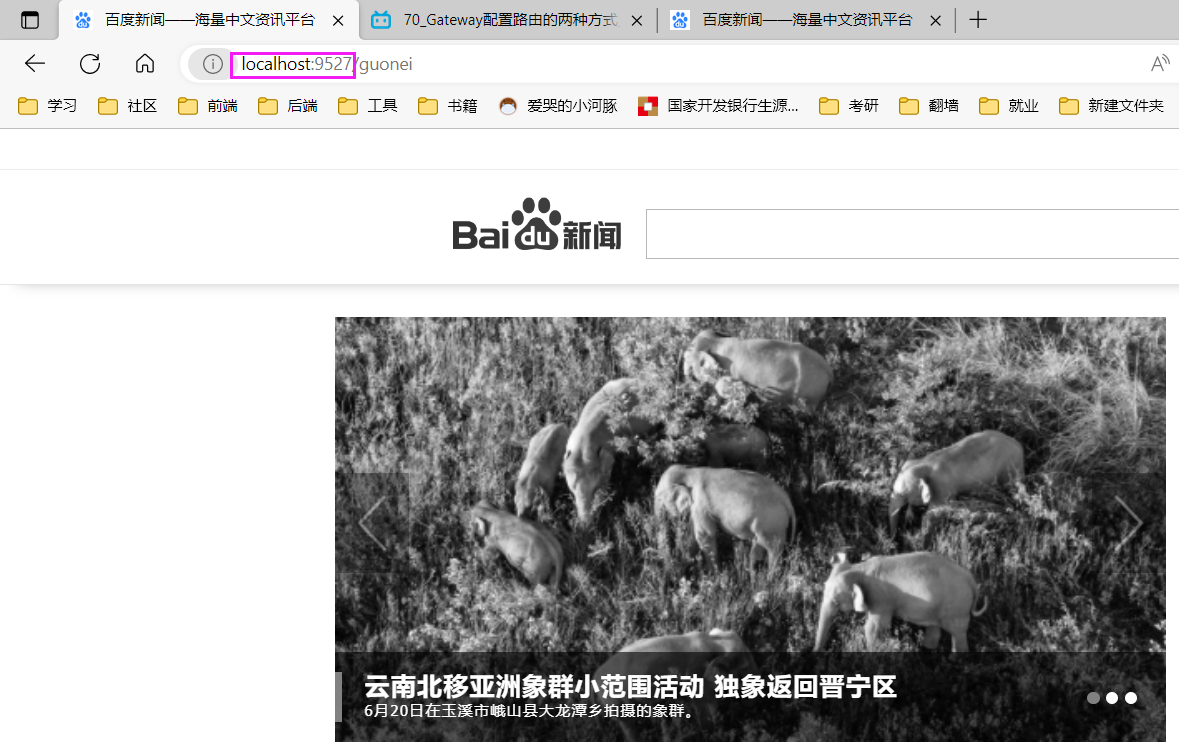 百度新闻——海量中文资讯平台
70_Gateway配置路由的两种方式
百度新闻——海量中文资讯平台
localhost:9527/guonei
学习 社区 前端 后端 工具 书籍 爱哭的小河豚 国家开发银行生源... 考研 翻墙 就业 新建文件夹
Bai du 新闻
云南北移亚洲象群小范围活动 独象返回晋宁区
6月20日在玉溪市峨山县大龙潭乡拍摄的象群。